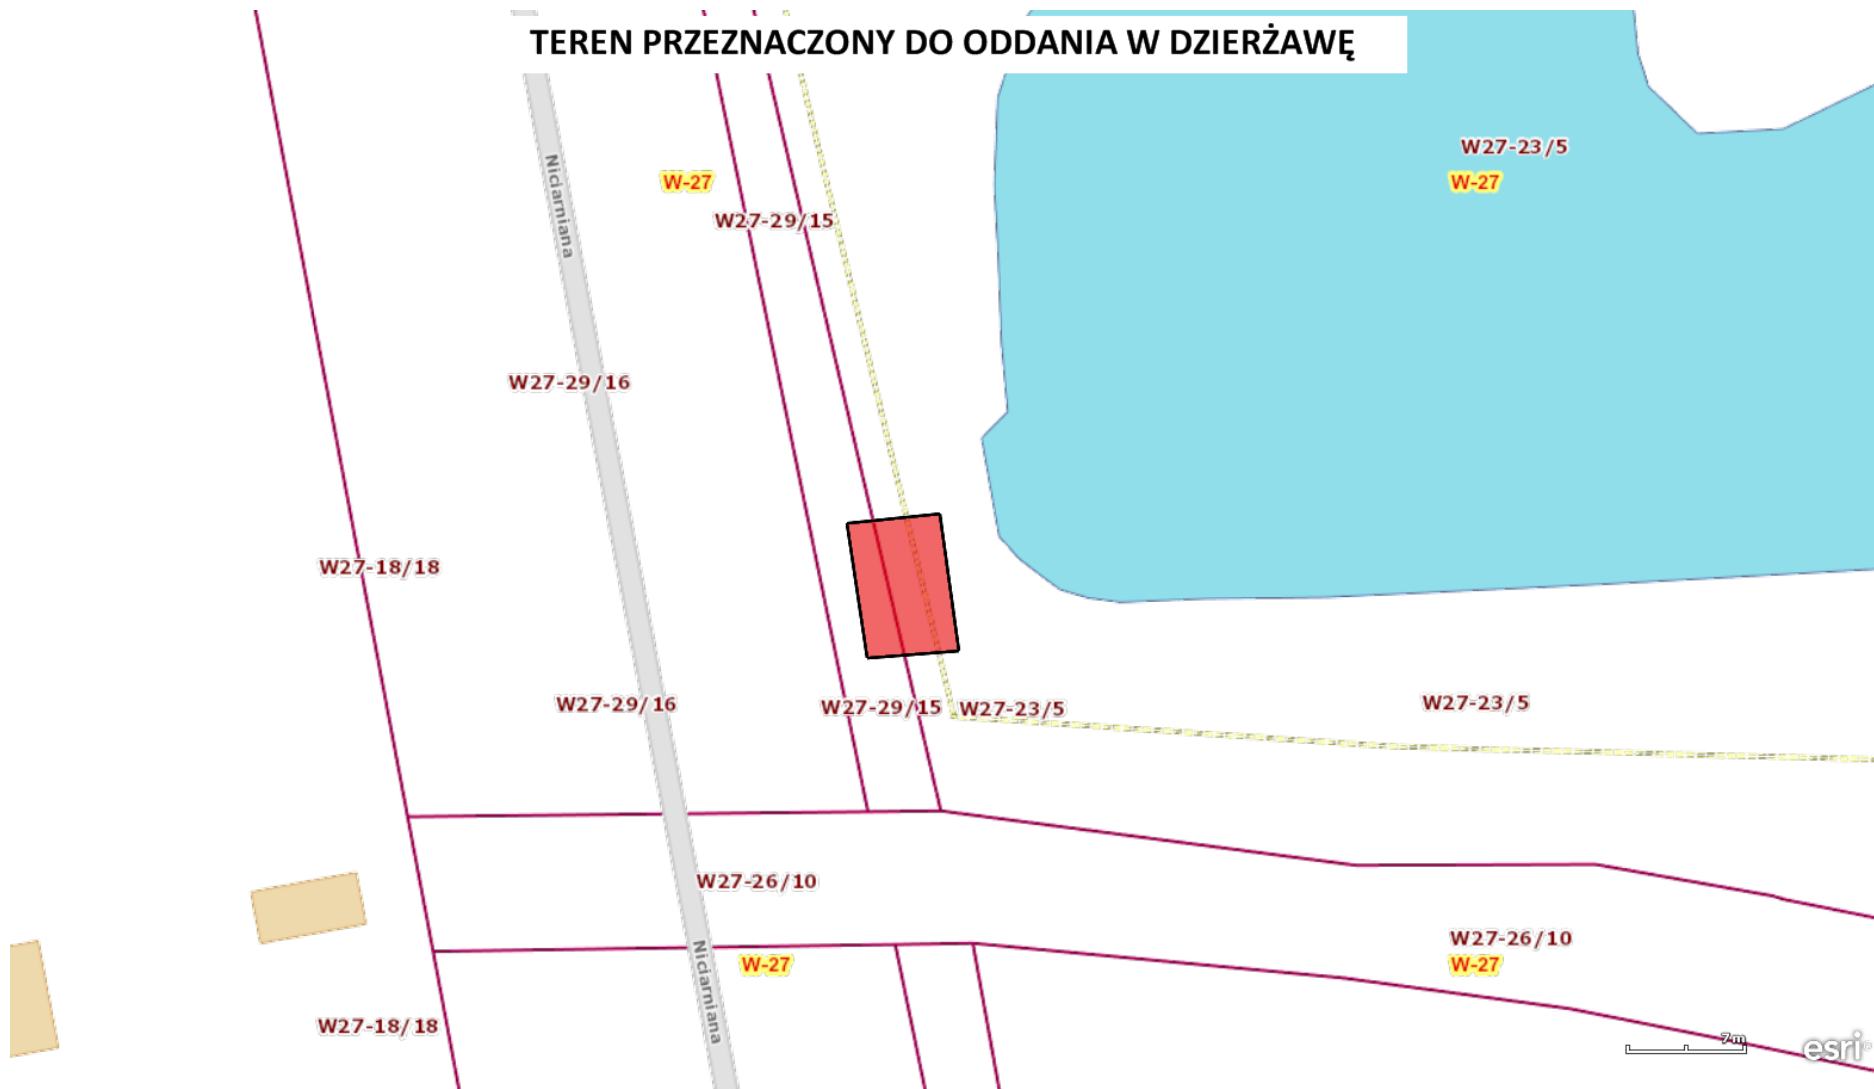 TEREN PRZEZNACZONY DO ODDANIA W DZIERŻAWĘ
W27-23/5
W-27
W-27
Niciarniana
W27-29/15
W27-29/16
W27-18/18
W27-29/16
W27-29/15
W27-23/5
W27-23/5
W27-26/10
W27-26/10
W-27
W-27
Niciarniana
W27-18/18
7m
esri